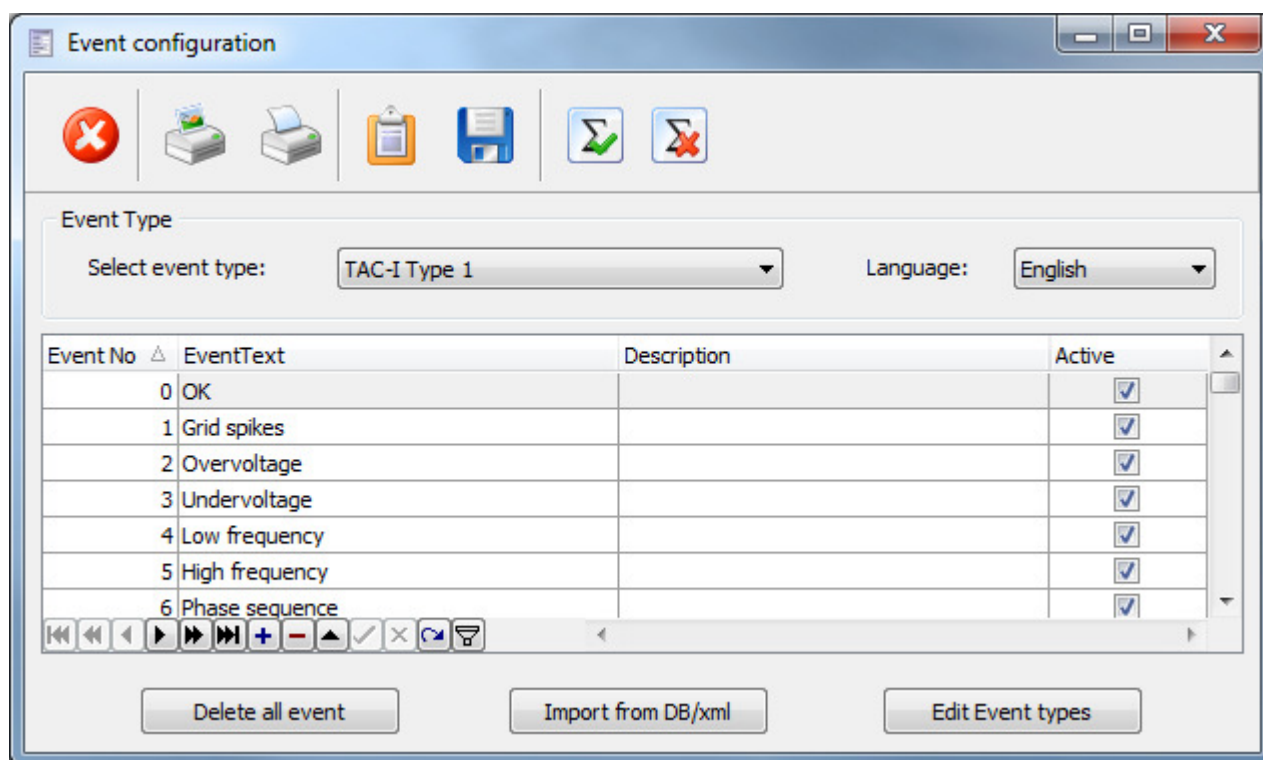 Event configuration
Event Type
Select event type: TAC-I Type 1 Language: English
Event No EventText Description Active
0 OK
1 Grid spikes
2 Overvoltage
3 Undervoltage
4 Low frequency
5 High frequency
6 Phase sequence
Delete all event Import from DB/xml Edit Event types